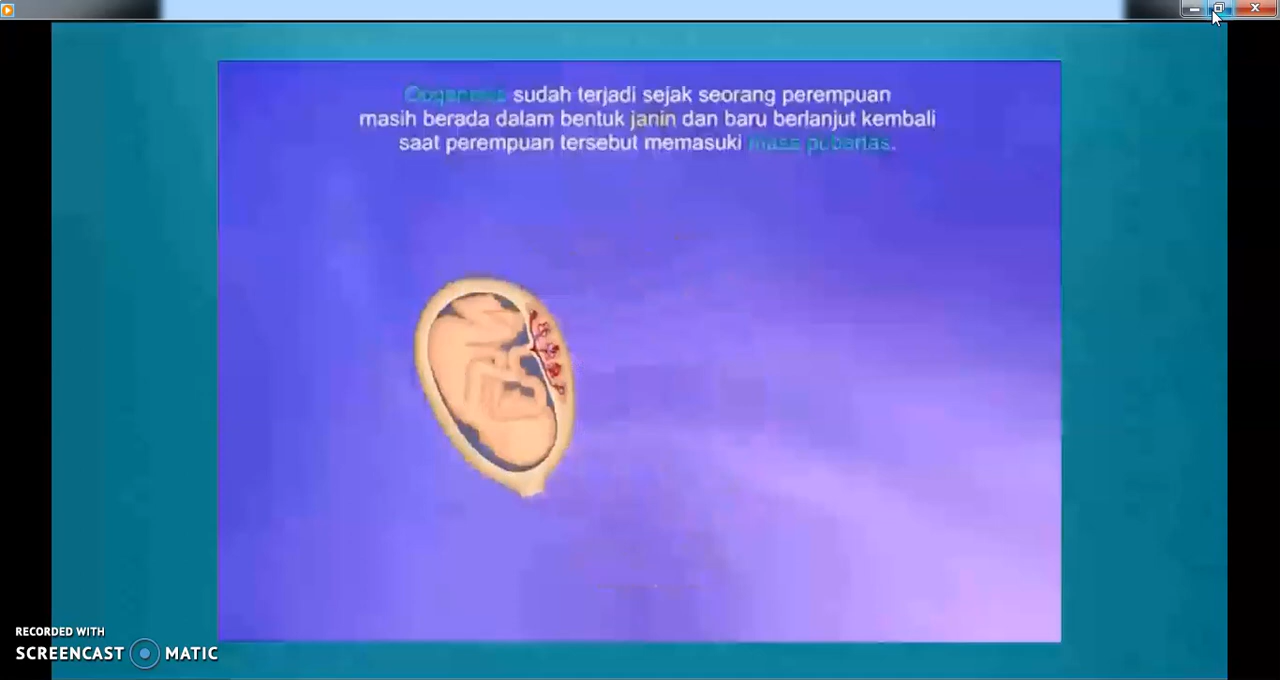 Oogenesis sudah terjadi sejak seorang perempuan
masih berada dalam bentuk janin dan baru berlanjut kembali
saat perempuan tersebut memasuki masa pubertas.
RECORDED WITH
SCREENCAST MATIC